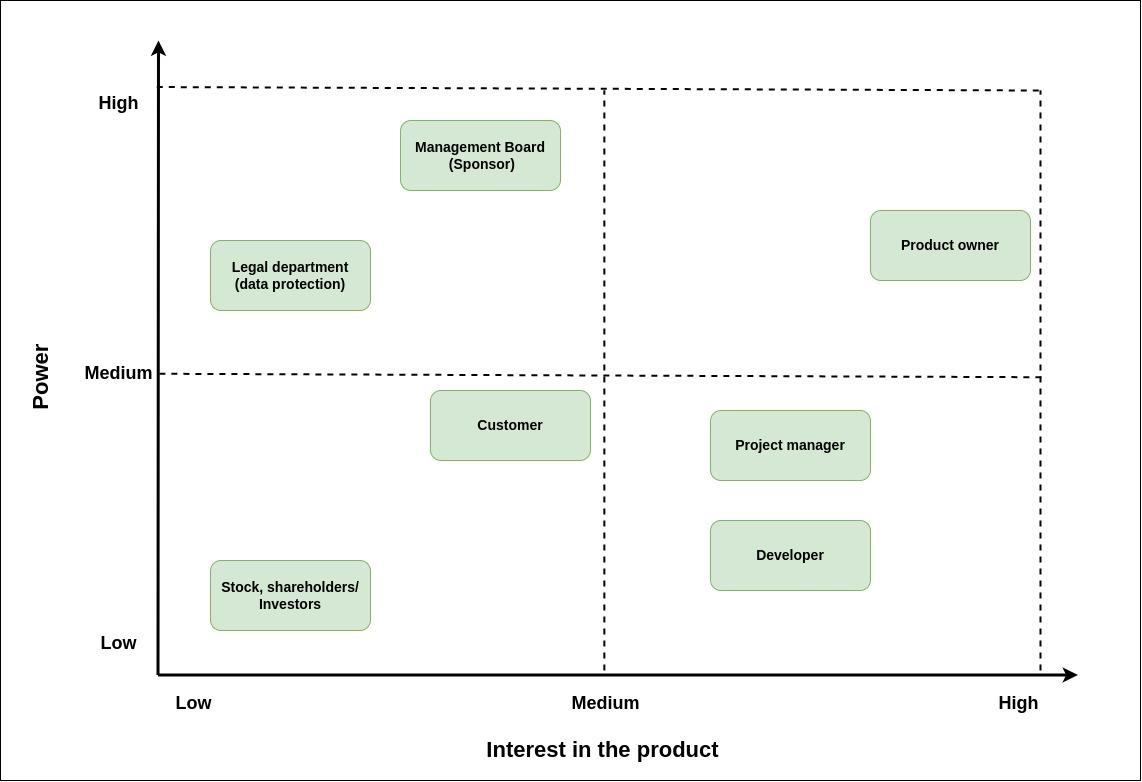 High
Management Board
(Sponsor)
Product owner
Legal department
(data protection)
Power
Medium
Customer
Project manager
Developer
Stock, shareholders/
Investors
Low
Low
Medium
High
Interest in the product